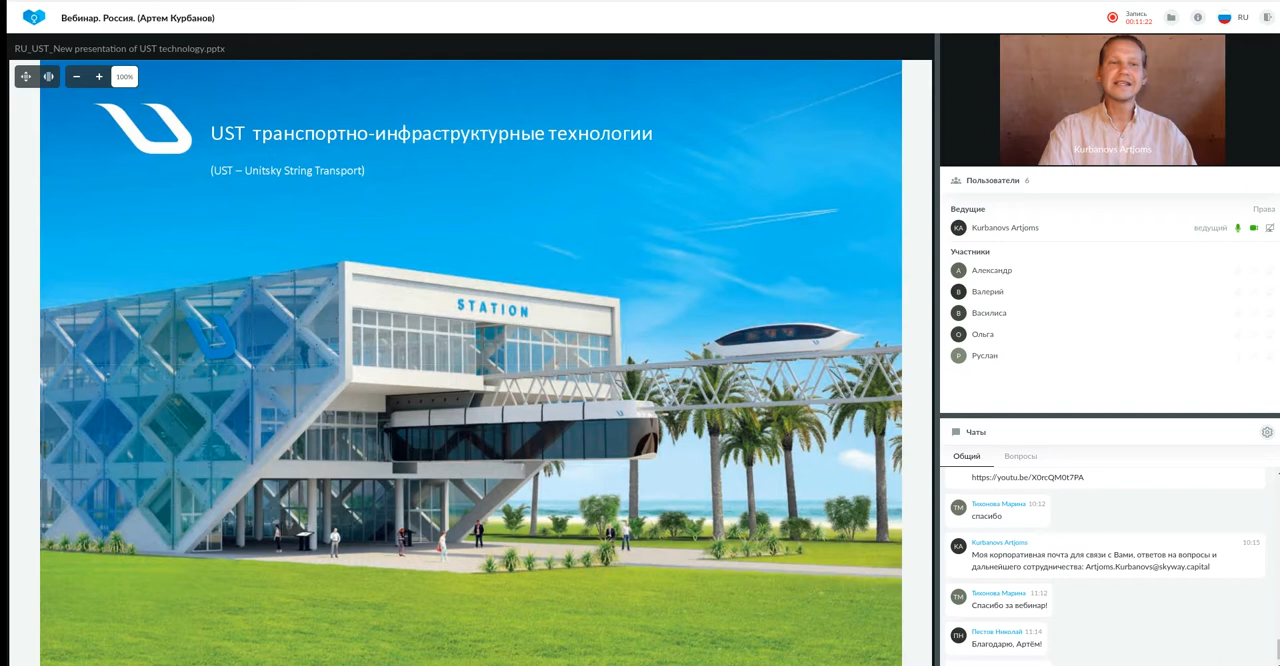 Вебинар. Россия. (Артем Курбанов)
Запись
00:11:22
RU
RU_UST_New presentation of UST technology.pptx
100%
UST транспортно-инфраструктурные технологии
(UST – Unitsky String Transport)
STATION
Kurbanovs Artjoms
Пользователи 6
Ведущие Права
KA Kurbanovs Artjoms ведущий
Участники
А Александр
В Валерий
В Василиса
О Ольга
Р Руслан
Чаты
Общий Вопросы
https://youtu.be/X0rcQM0t7PA
ТМ Тихонова Марина 10:12
спасибо
KA Kurbanovs Artjoms 10:15
Моя корпоративная почта для связи с Вами, ответов на вопросы и
дальнейшего сотрудничества: Artjoms.Kurbanovs@skyway.capital
ТМ Тихонова Марина 11:12
Спасибо за вебинар!
ПН Пестов Николай 11:14
Благодарю, Артём!